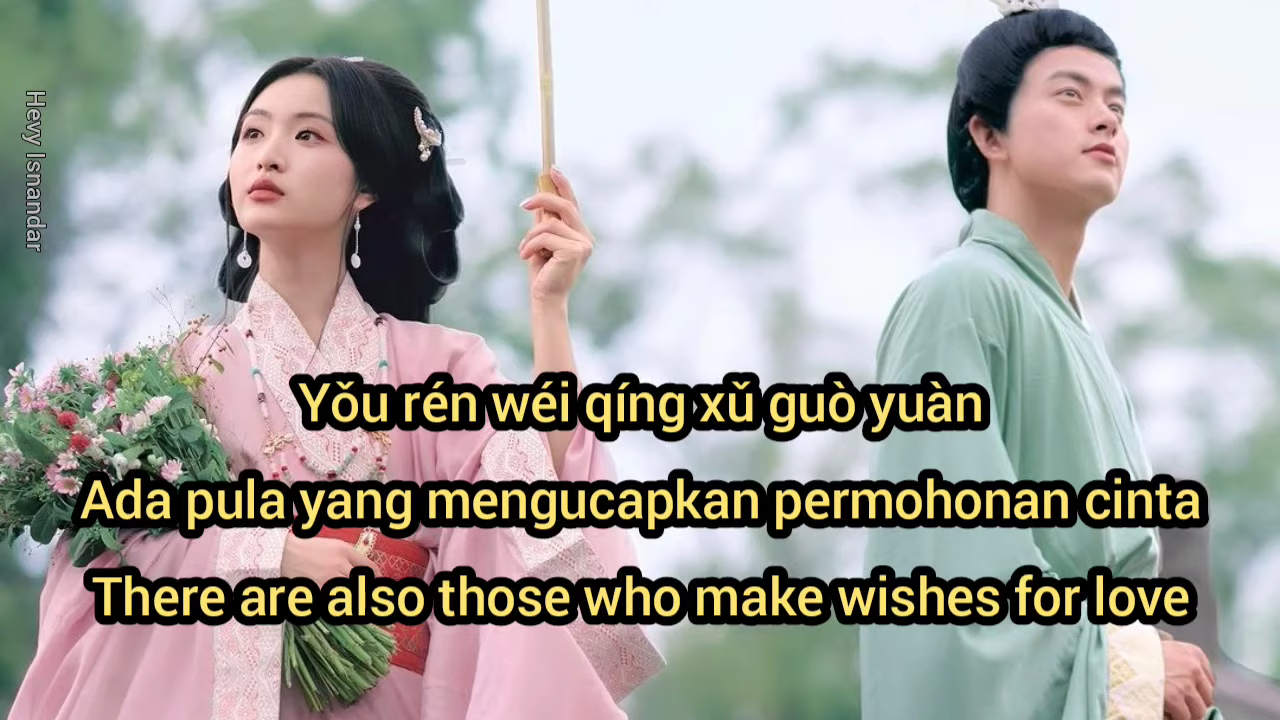 Hevy Isnandar
Yǒu rén wéi qíng xǔ guò yuàn
Ada pula yang mengucapkan permohonan cinta
There are also those who make wishes for love